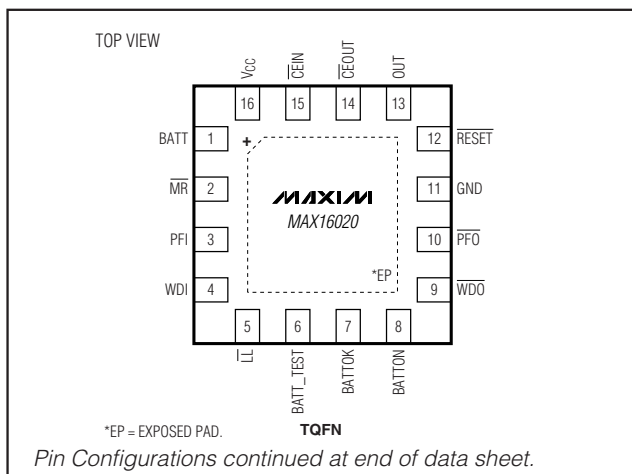 TOP VIEW
VCC
CEIN
CEOUT
OUT
16
15
14
13
BATT
1
+
12
RESET
MR
2
MAXIM
MAX16020
11
GND
PFI
3
10
PFO
WDI
4
*EP
9
WDO
5
6
7
8
LL
BATT_TEST
BATTOK
BATTON
*EP = EXPOSED PAD.
TQFN
Pin Configurations continued at end of data sheet.